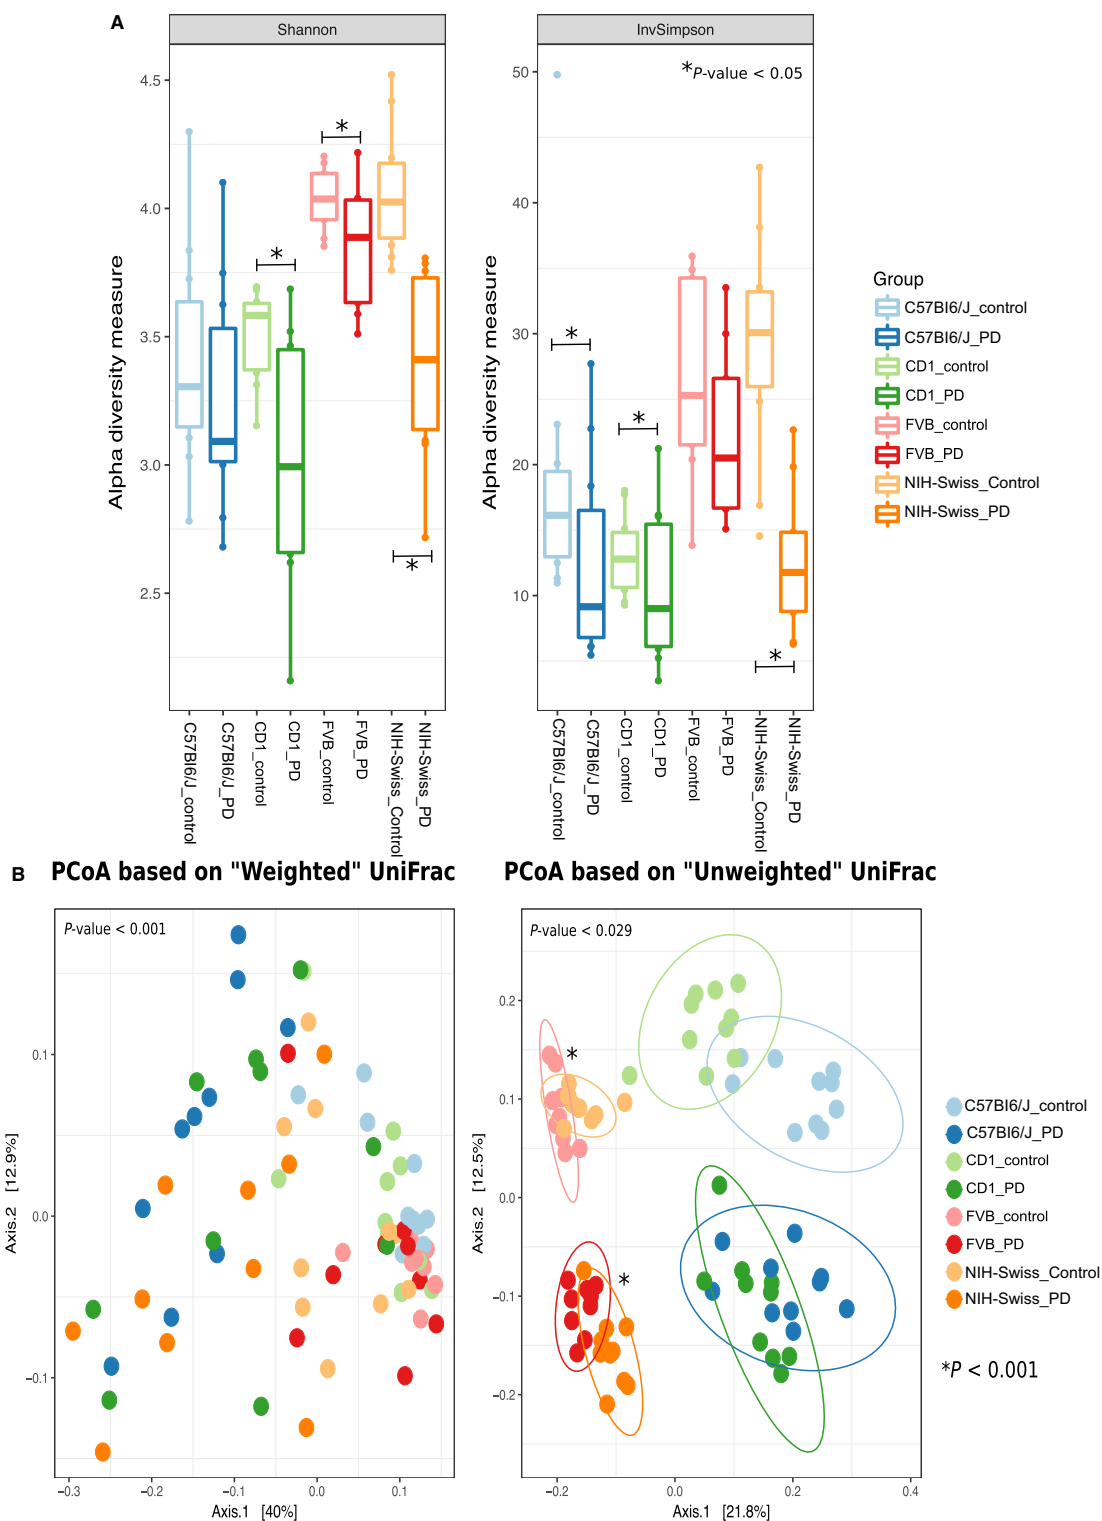 A
Shannon
InvSimpson
*P-value < 0.05
Alpha diversity measure
4.5
4.0
3.5
3.0
2.5
*
*
*
Alpha diversity measure
50
40
30
20
10
*
*
*
C57Bl6/J_control
C57Bl6/J_PD
CD1_control
CD1_PD
FVB_control
FVB_PD
NIH-Swiss_Control
NIH-Swiss_PD
C57Bl6/J_control
C57Bl6/J_PD
CD1_control
CD1_PD
FVB_control
FVB_PD
NIH-Swiss_Control
NIH-Swiss_PD
Group
C57Bl6/J_control
C57Bl6/J_PD
CD1_control
CD1_PD
FVB_control
FVB_PD
NIH-Swiss_Control
NIH-Swiss_PD
B
PCoA based on "Weighted" UniFrac
P-value < 0.001
Axis.2 [12.9%]
0.1
0.0
−0.1
−0.3
−0.2
−0.1
0.0
0.1
Axis.1 [40%]
PCoA based on "Unweighted" UniFrac
P-value < 0.029
Axis.2 [12.5%]
0.2
0.1
0.0
−0.1
−0.2
*
*
−0.2
0.0
0.2
0.4
Axis.1 [21.8%]
C57Bl6/J_control
C57Bl6/J_PD
CD1_control
CD1_PD
FVB_control
FVB_PD
NIH-Swiss_Control
NIH-Swiss_PD
*P < 0.001